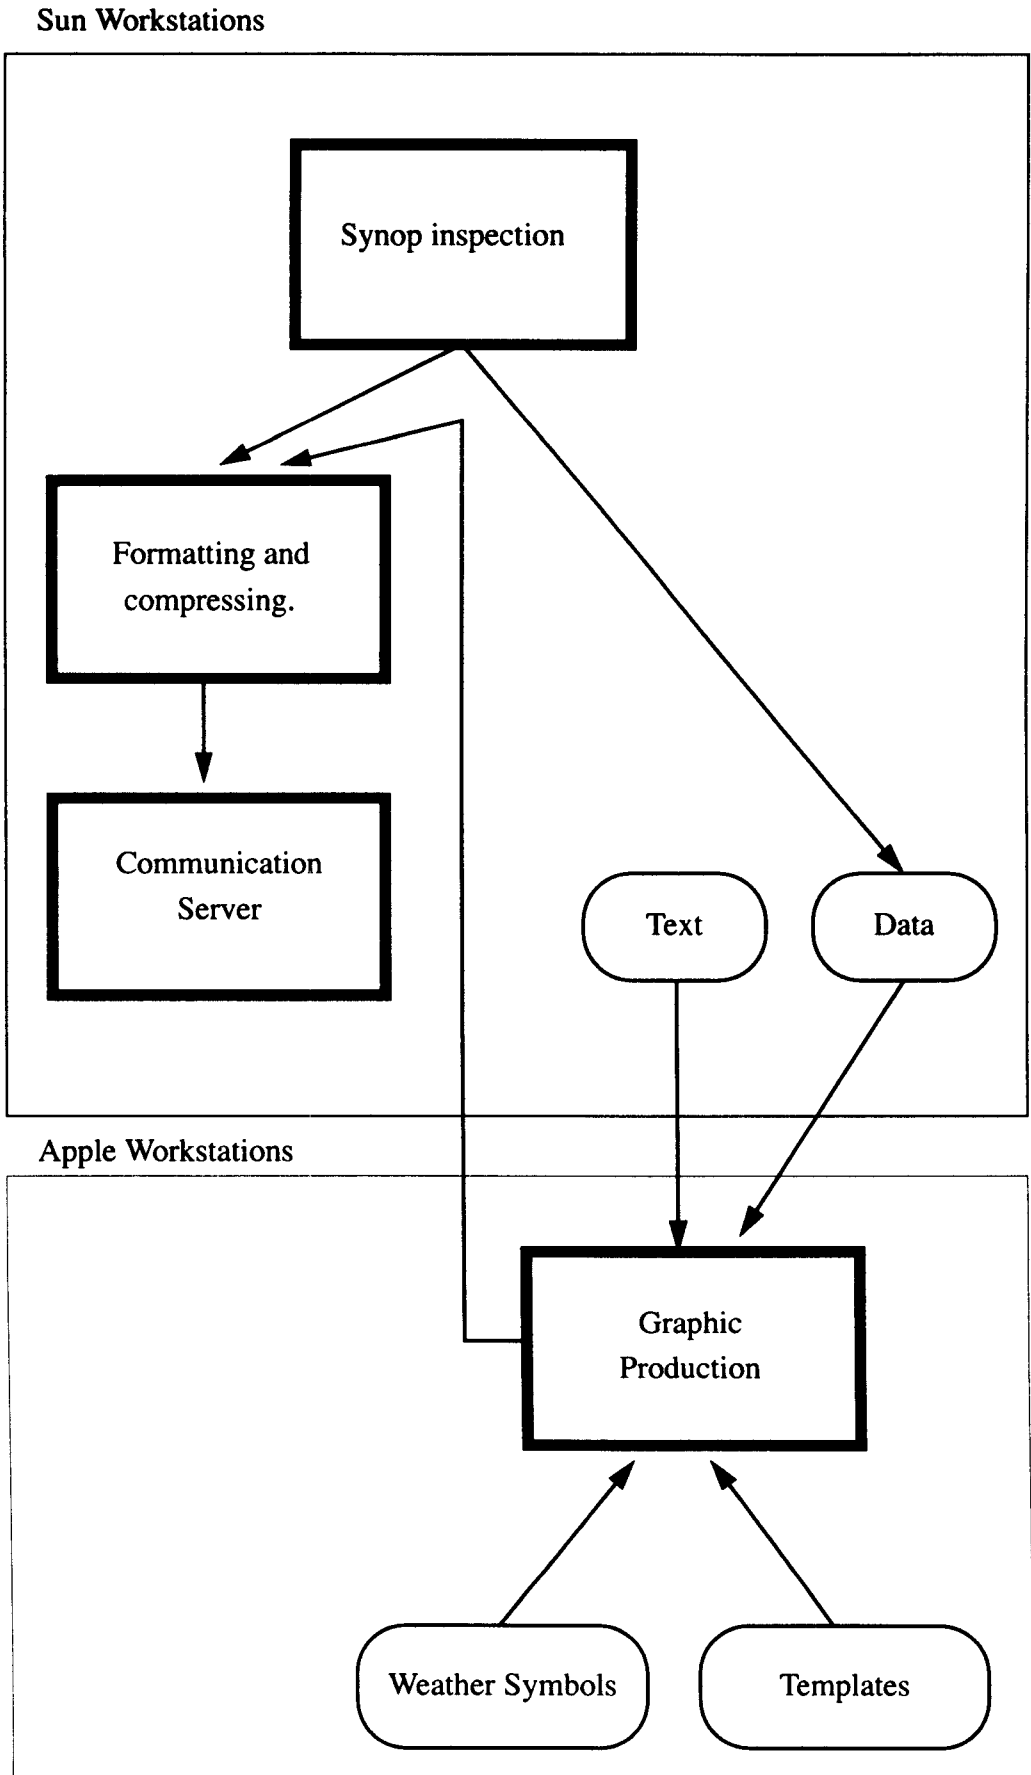 Sun Workstations
Synop inspection
Formatting and
compressing.
Communication
Server
Text
Data
Apple Workstations
Graphic
Production
Weather Symbols
Templates